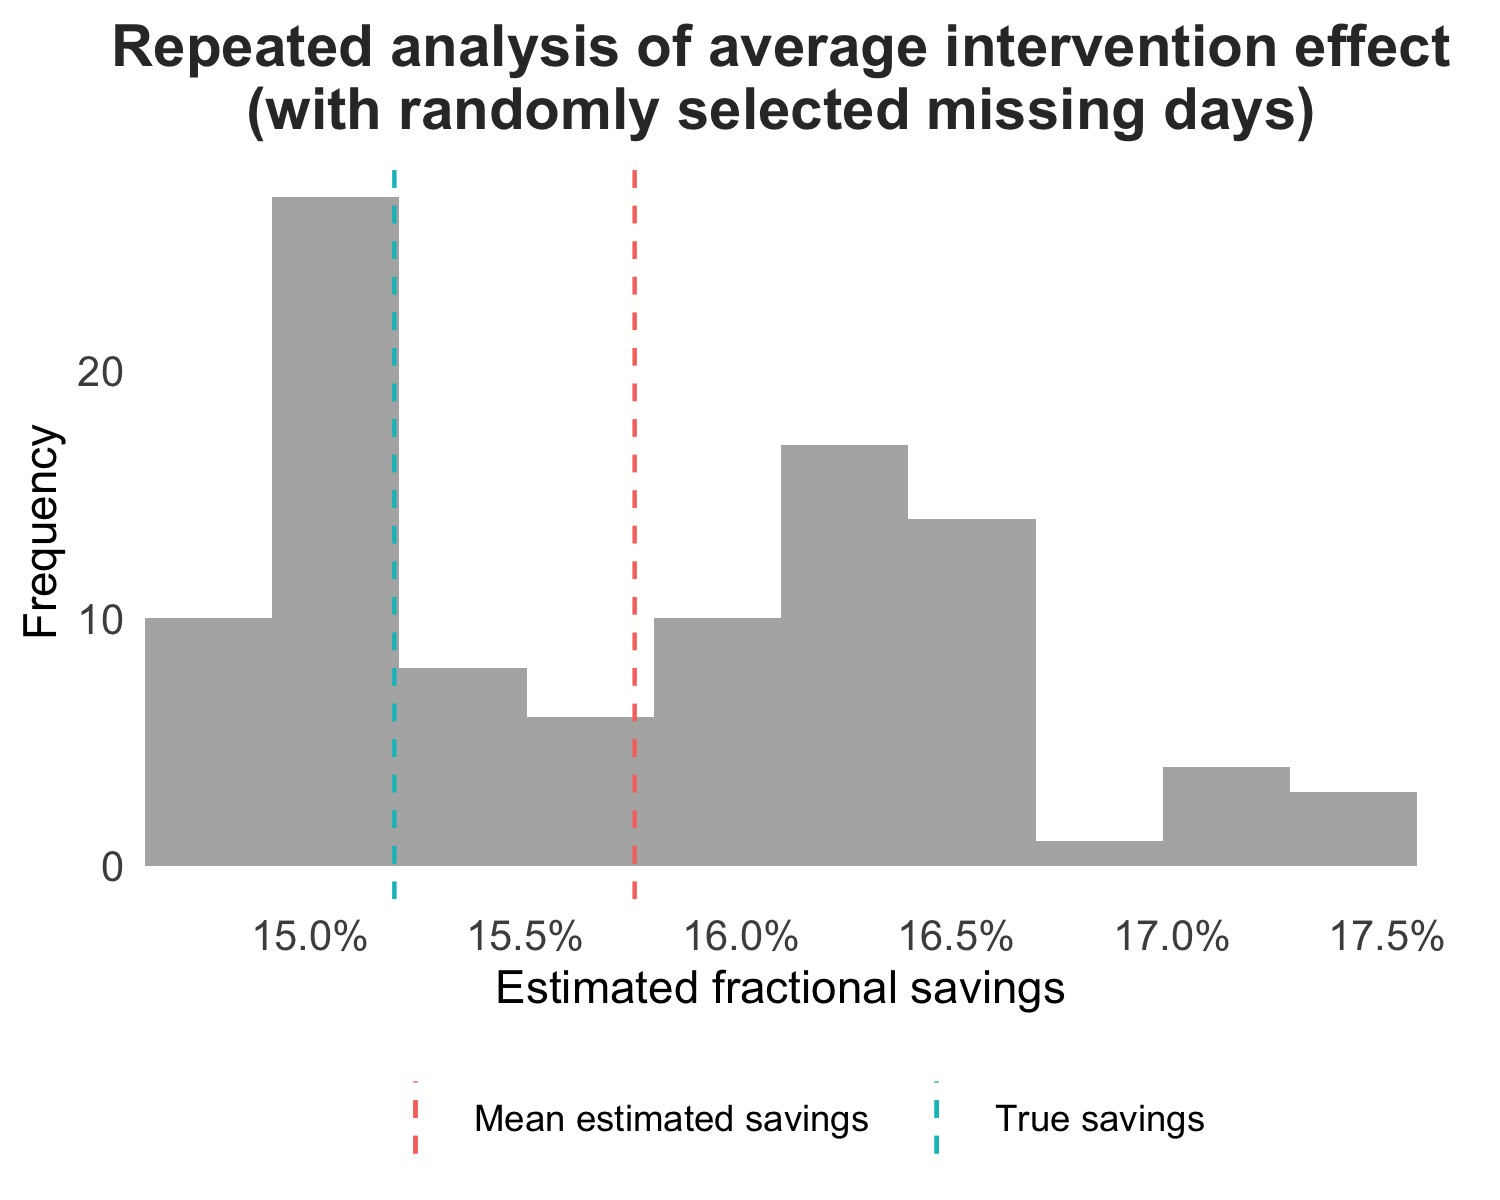 Repeated analysis of average intervention effect
(with randomly selected missing days)
Frequency
20
10
0
15.0% 15.5% 16.0% 16.5% 17.0% 17.5%
Estimated fractional savings
Mean estimated savings True savings